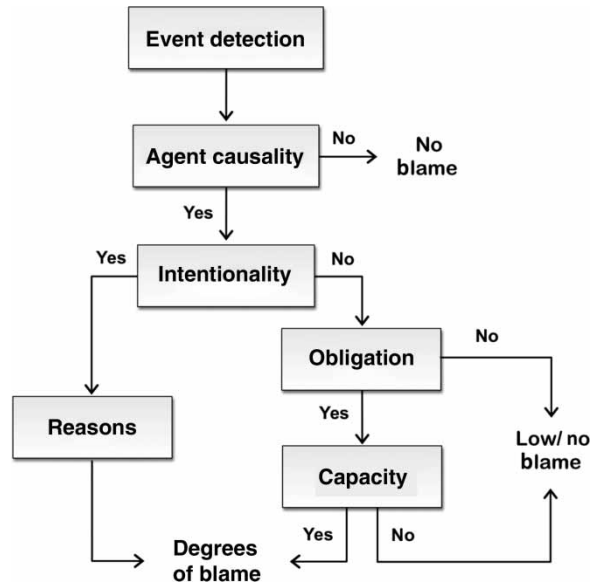 Event detection
Agent causality
No
No
blame
Yes
Yes
Intentionality
No
Obligation
No
Reasons
Yes
Low/ no
blame
Capacity
Yes
No
Degrees
of blame